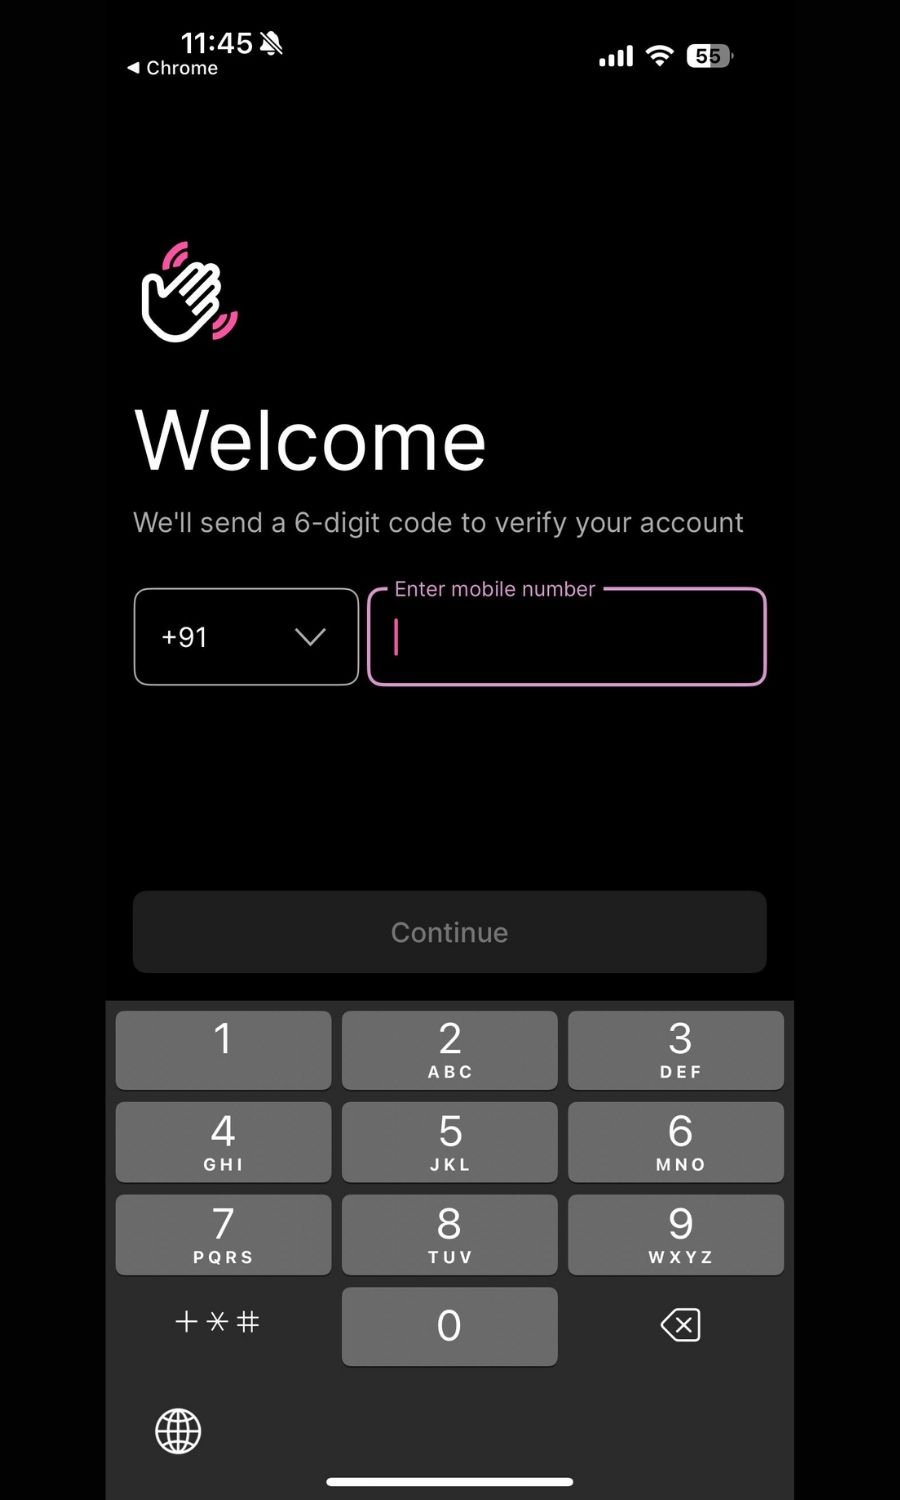 11:45
◀ Chrome
55
Welcome
We'll send a 6-digit code to verify your account
Enter mobile number
+91
Continue
1
2 ABC
3 DEF
4 GHI
5 JKL
6 MNO
7 PQRS
8 TUV
9 WXYZ
+*#
0